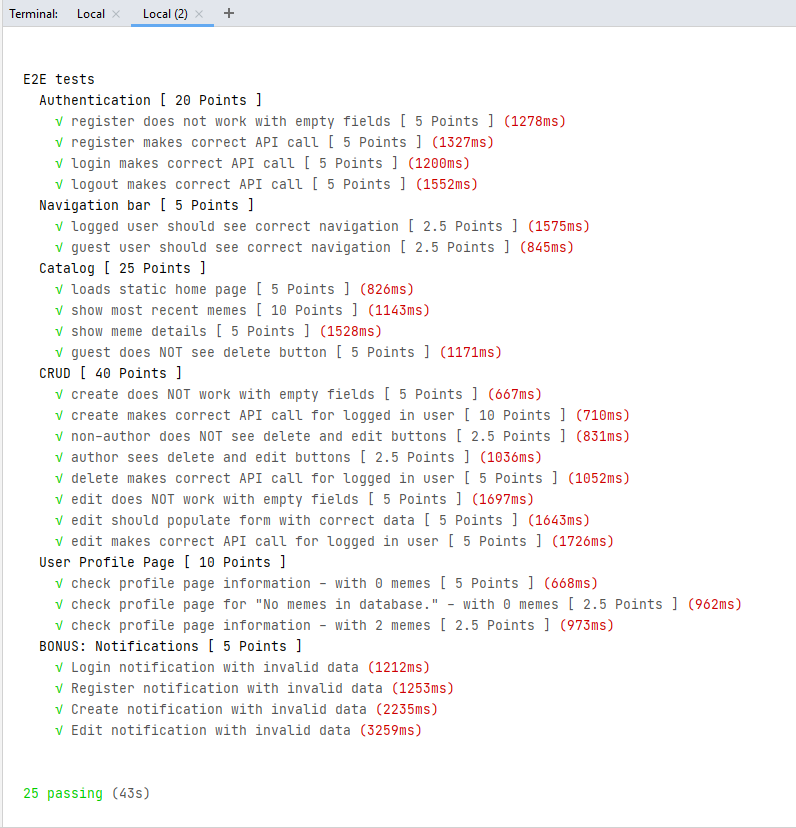 Terminal: Local × Local (2) × +
E2E tests
Authentication [ 20 Points ]
√ register does not work with empty fields [ 5 Points ] (1278ms)
√ register makes correct API call [ 5 Points ] (1327ms)
√ login makes correct API call [ 5 Points ] (1200ms)
√ logout makes correct API call [ 5 Points ] (1552ms)
Navigation bar [ 5 Points ]
√ logged user should see correct navigation [ 2.5 Points ] (1575ms)
√ guest user should see correct navigation [ 2.5 Points ] (845ms)
Catalog [ 25 Points ]
√ loads static home page [ 5 Points ] (826ms)
√ show most recent memes [ 10 Points ] (1143ms)
√ show meme details [ 5 Points ] (1528ms)
√ guest does NOT see delete button [ 5 Points ] (1171ms)
CRUD [ 40 Points ]
√ create does NOT work with empty fields [ 5 Points ] (667ms)
√ create makes correct API call for logged in user [ 10 Points ] (710ms)
√ non-author does NOT see delete and edit buttons [ 2.5 Points ] (831ms)
√ author sees delete and edit buttons [ 2.5 Points ] (1036ms)
√ delete makes correct API call for logged in user [ 5 Points ] (1052ms)
√ edit does NOT work with empty fields [ 5 Points ] (1697ms)
√ edit should populate form with correct data [ 5 Points ] (1643ms)
√ edit makes correct API call for logged in user [ 5 Points ] (1726ms)
User Profile Page [ 10 Points ]
√ check profile page information - with 0 memes [ 5 Points ] (668ms)
√ check profile page for "No memes in database." - with 0 memes [ 2.5 Points ] (962ms)
√ check profile page information - with 2 memes [ 2.5 Points ] (973ms)
BONUS: Notifications [ 5 Points ]
√ Login notification with invalid data (1212ms)
√ Register notification with invalid data (1253ms)
√ Create notification with invalid data (2235ms)
√ Edit notification with invalid data (3259ms)
25 passing (43s)